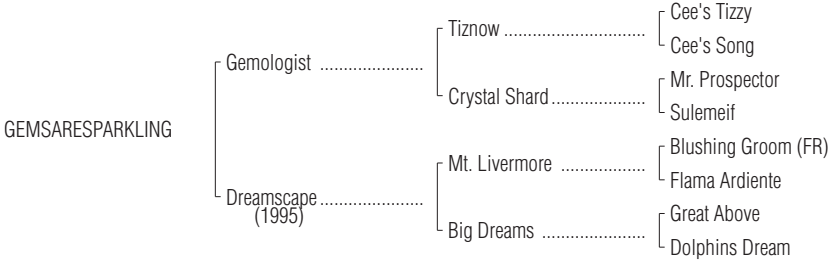 Cee's Tizzy
Tiznow ..............................
Cee's Song
Gemologist ......................
Mr. Prospector
Crystal Shard ....................
Sulemeif
GEMSARESPARKLING
Blushing Groom (FR)
Mt. Livermore ..................
Flama Ardiente
Dreamscape ......................
(1995)
Great Above
Big Dreams ......................
Dolphins Dream